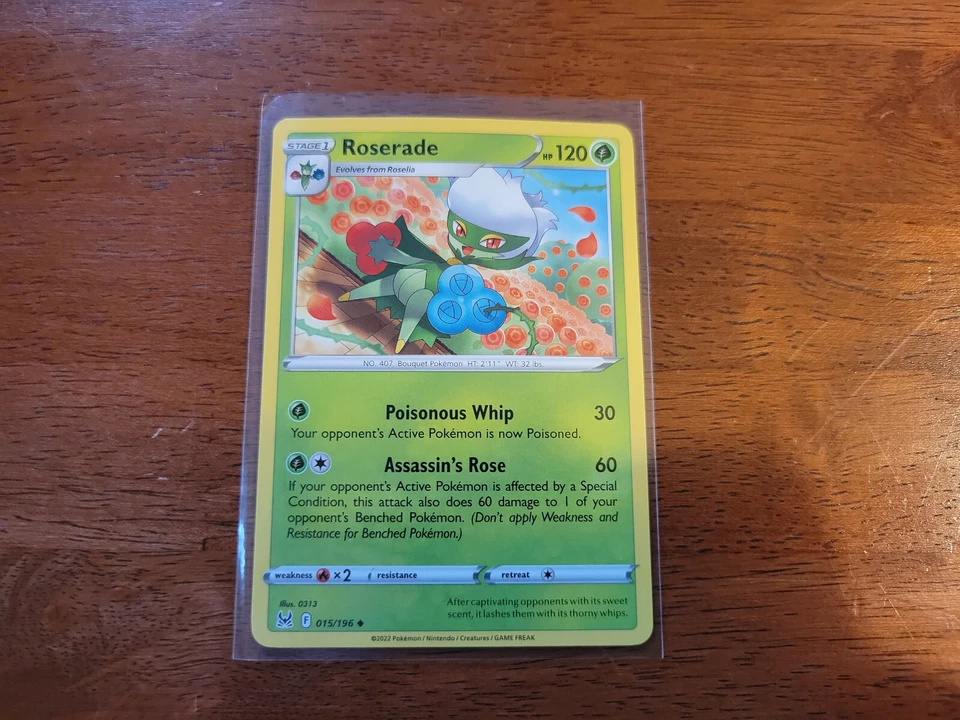 STAGE 1
Roserade
HP 120
Evolves from Roselia
NO. 407 Bouquet Pokémon HT: 2'11" WT: 32 lbs.
Poisonous Whip 30
Your opponent's Active Pokémon is now Poisoned.
Assassin's Rose 60
If your opponent's Active Pokémon is affected by a Special
Condition, this attack also does 60 damage to 1 of your
opponent's Benched Pokémon. (Don't apply Weakness and
Resistance for Benched Pokémon.)
weakness ×2 resistance retreat
Illus. 0313
After captivating opponents with its sweet
scent, it lashes them with its thorny whips.
F 015/196
©2022 Pokémon / Nintendo / Creatures / GAME FREAK